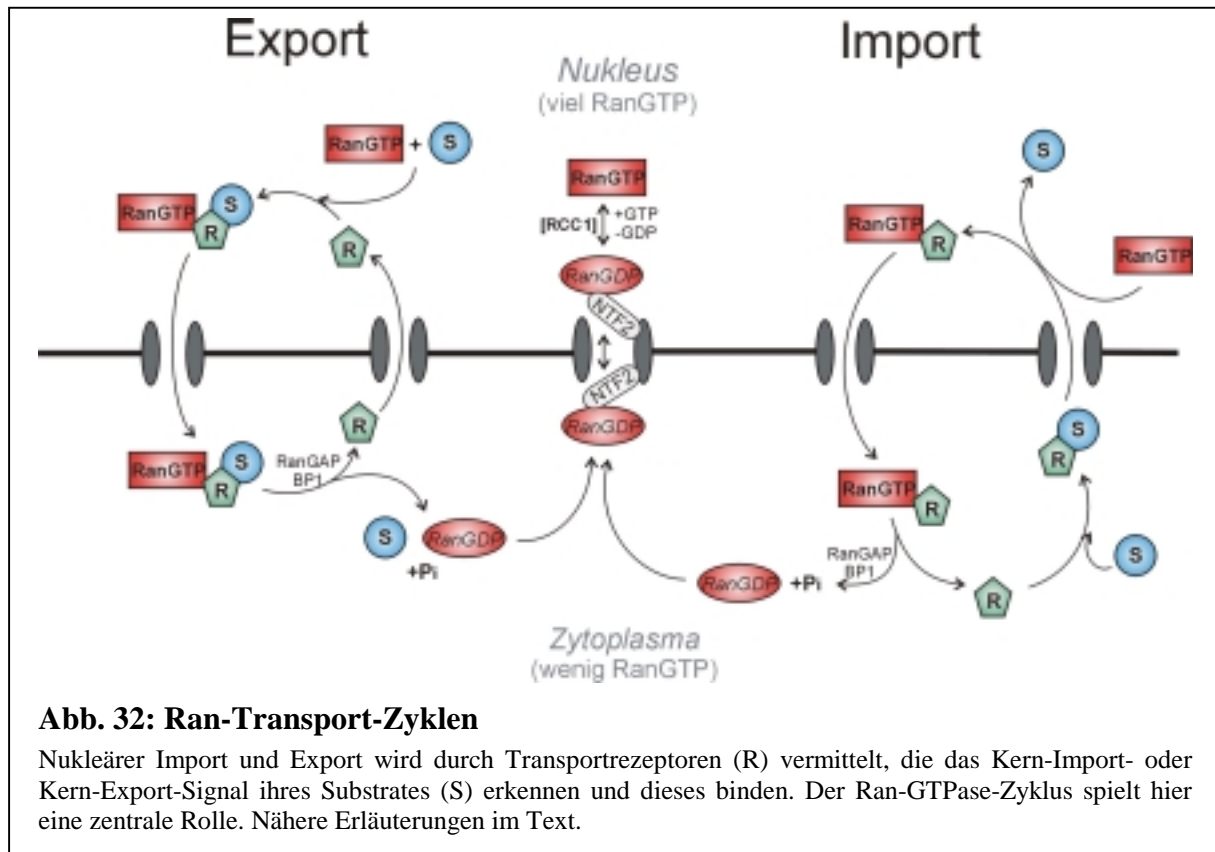 Export
Import
Nukleus
(viel RanGTP)
RanGTP + S
S
RanGTP
RanGTP S R
[RCC1] +GTP
-GDP
R
RanGTP R
RanGTP
RanGDP
NTF2
NTF2
RanGDP
R
S R
RanGTP S R
RanGAP
BP1
RanGTP R
S RanGDP
+Pi
RanGAP
BP1
S
RanGDP +Pi
R
Zytoplasma
(wenig RanGTP)
Abb. 32: Ran-Transport-Zyklen
Nukleärer Import und Export wird durch Transportrezeptoren (R) vermittelt, die das Kern-Import- oder
Kern-Export-Signal ihres Substrates (S) erkennen und dieses binden. Der Ran-GTPase-Zyklus spielt hier
eine zentrale Rolle. Nähere Erläuterungen im Text.